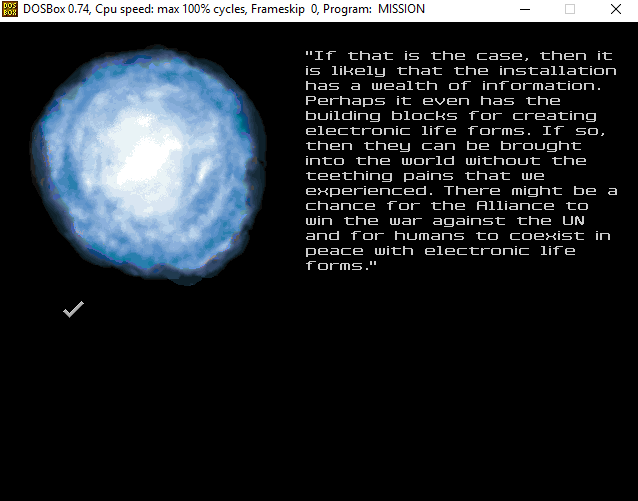 DOSBox 0.74, Cpu speed: max 100% cycles, Frameskip 0, Program: MISSION
DOS
BOX
"If that is the case, then it
is likely that the installation
has a wealth of information.
Perhaps it even has the
building blocks for creating
electronic life forms. If so,
then they can be brought
into the world without the
teething pains that we
experienced. There might be a
chance for the Alliance to
win the war against the UN
and for humans to coexist in
peace with electronic life
forms."